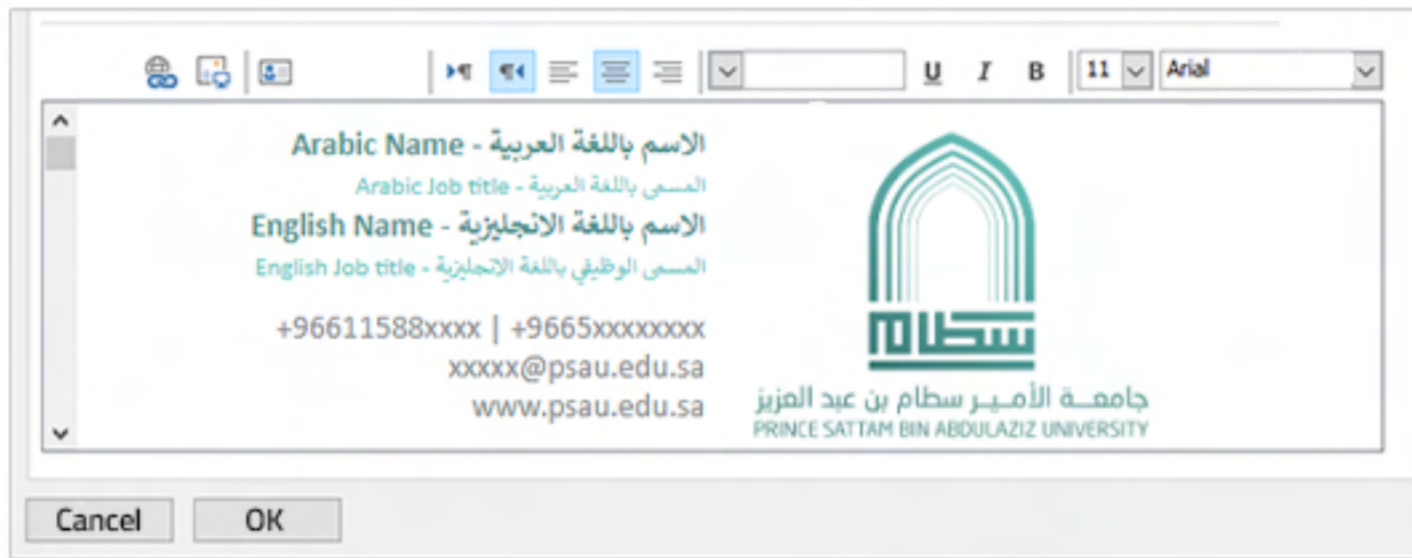 U I B 11 Arial
الاسم باللغة العربية - Arabic Name
المسمى باللغة العربية - Arabic Job title
الاسم باللغة الانجليزية - English Name
المسمى الوظيفي باللغة الانجليزية - English Job title
+96611588xxxx | +9665xxxxxxxx
xxxxx@psau.edu.sa
www.psau.edu.sa
سطام
جامعــة الأميـر سطام بن عبد العزيز
PRINCE SATTAM BIN ABDULAZIZ UNIVERSITY
Cancel OK